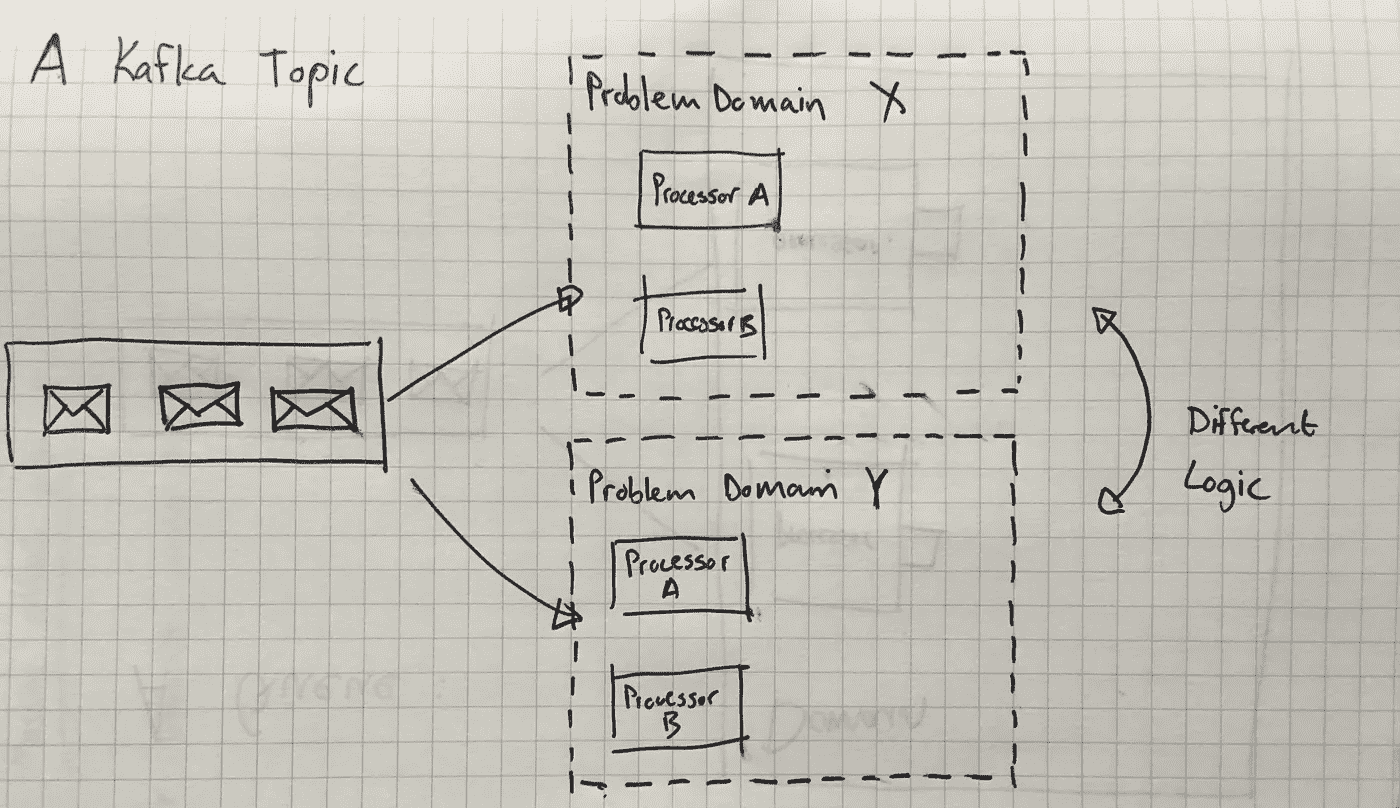 A Kafka Topic
Problem Domain X
Processor A
Processor B
Problem Domain Y
Processor
A
Processor
B
Different
Logic